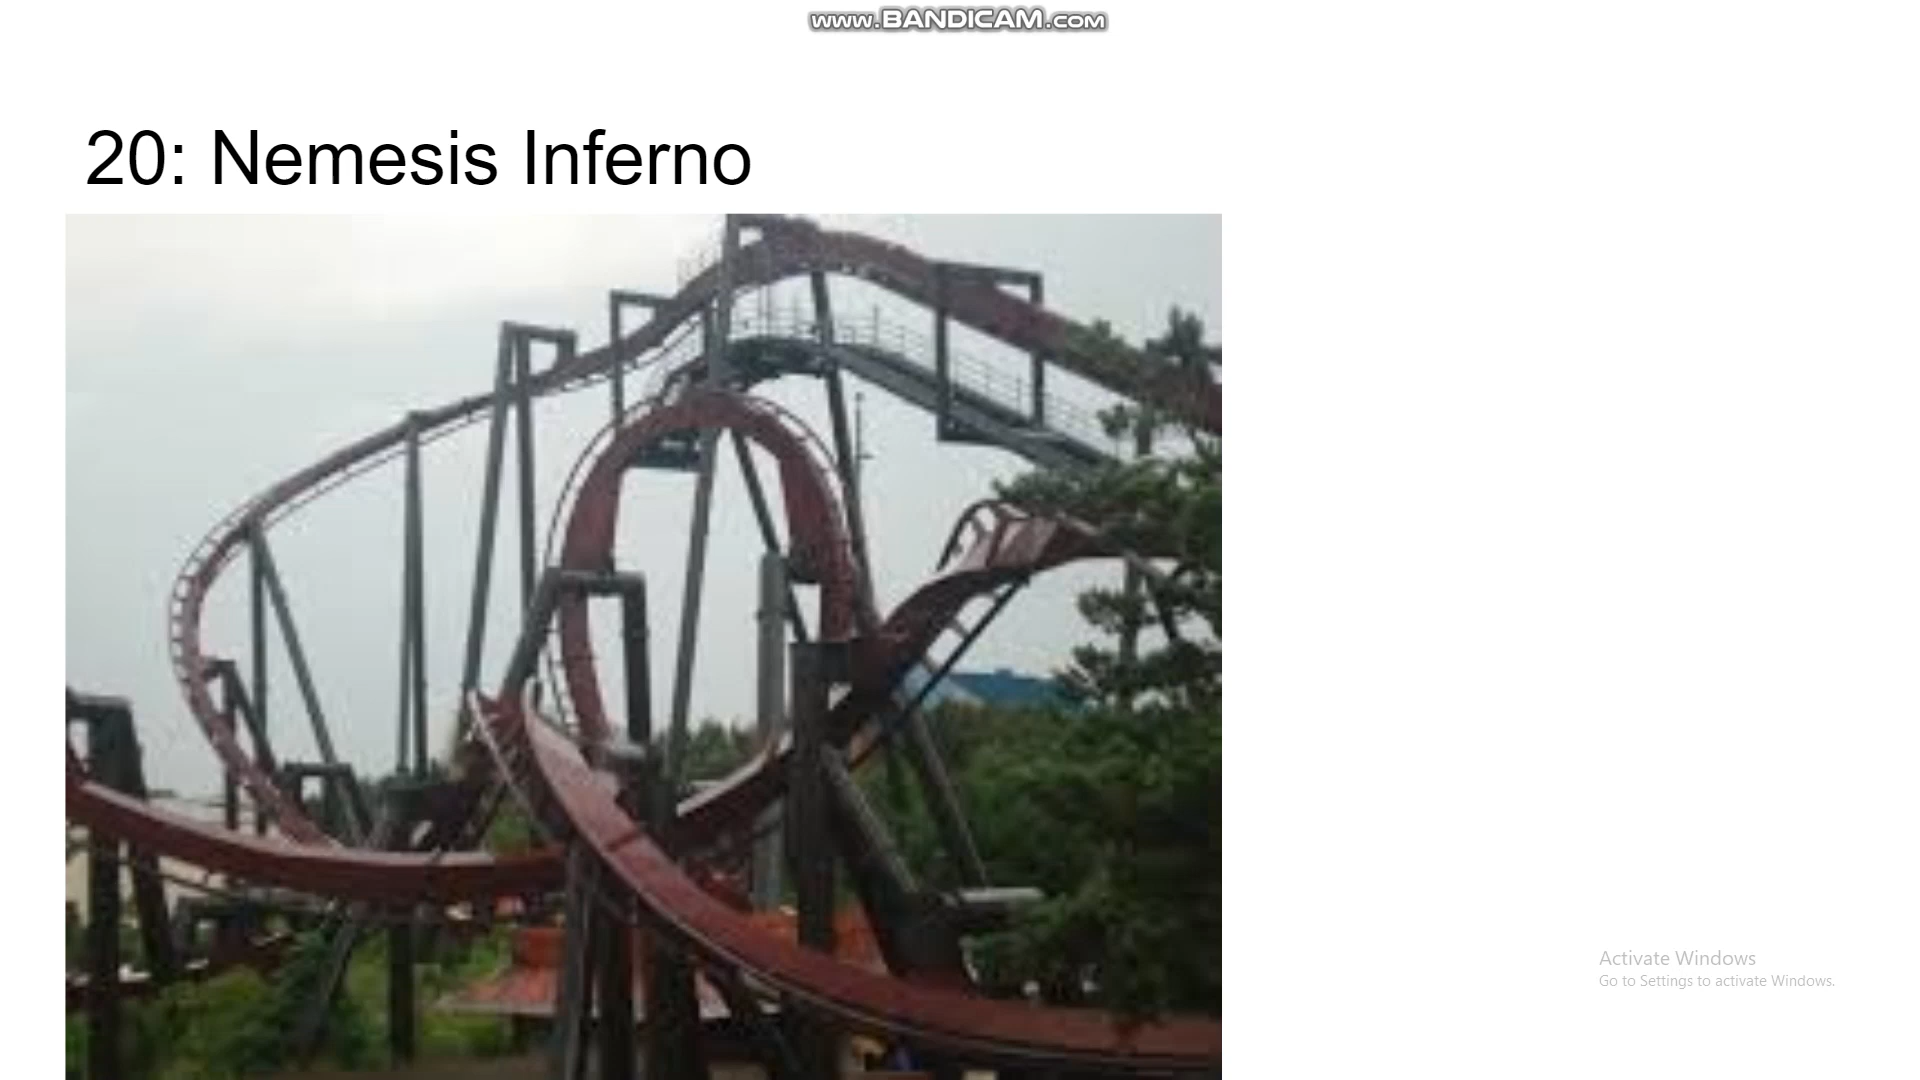 www.BANDICAM.com
20: Nemesis Inferno
Activate Windows
Go to Settings to activate Windows.